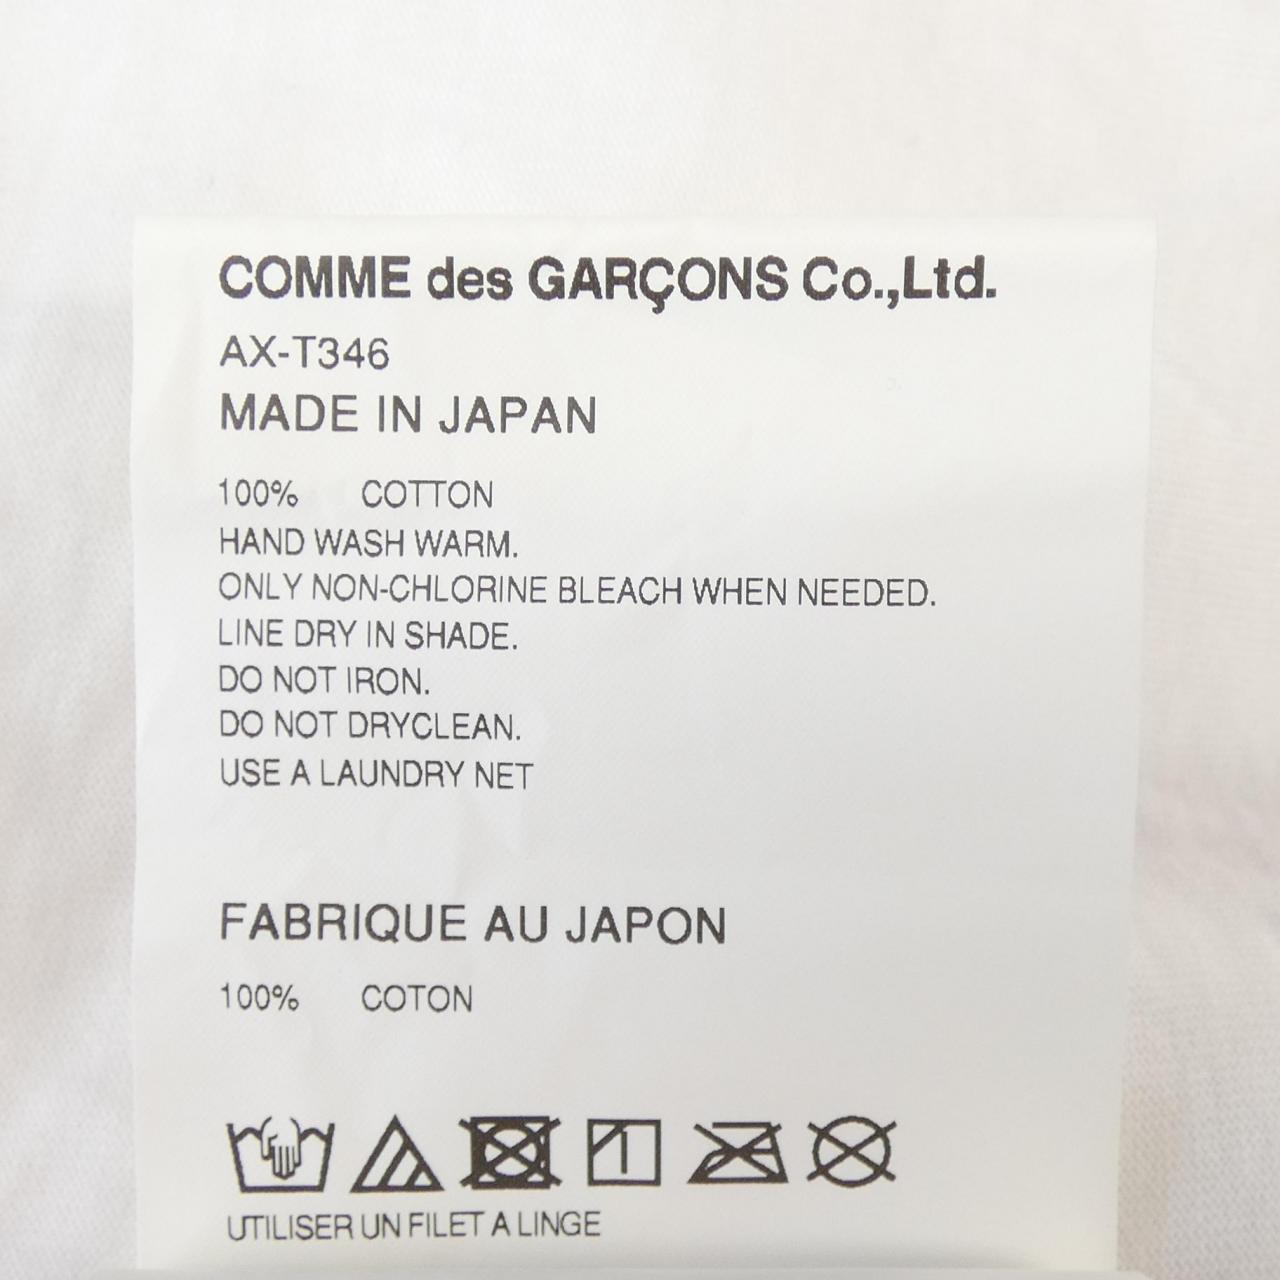 COMME des GARÇONS Co.,Ltd.
AX-T346
MADE IN JAPAN
100% COTTON
HAND WASH WARM.
ONLY NON-CHLORINE BLEACH WHEN NEEDED.
LINE DRY IN SHADE.
DO NOT IRON.
DO NOT DRYCLEAN.
USE A LAUNDRY NET
FABRIQUE AU JAPON
100% COTON
UTILISER UN FILET A LINGE